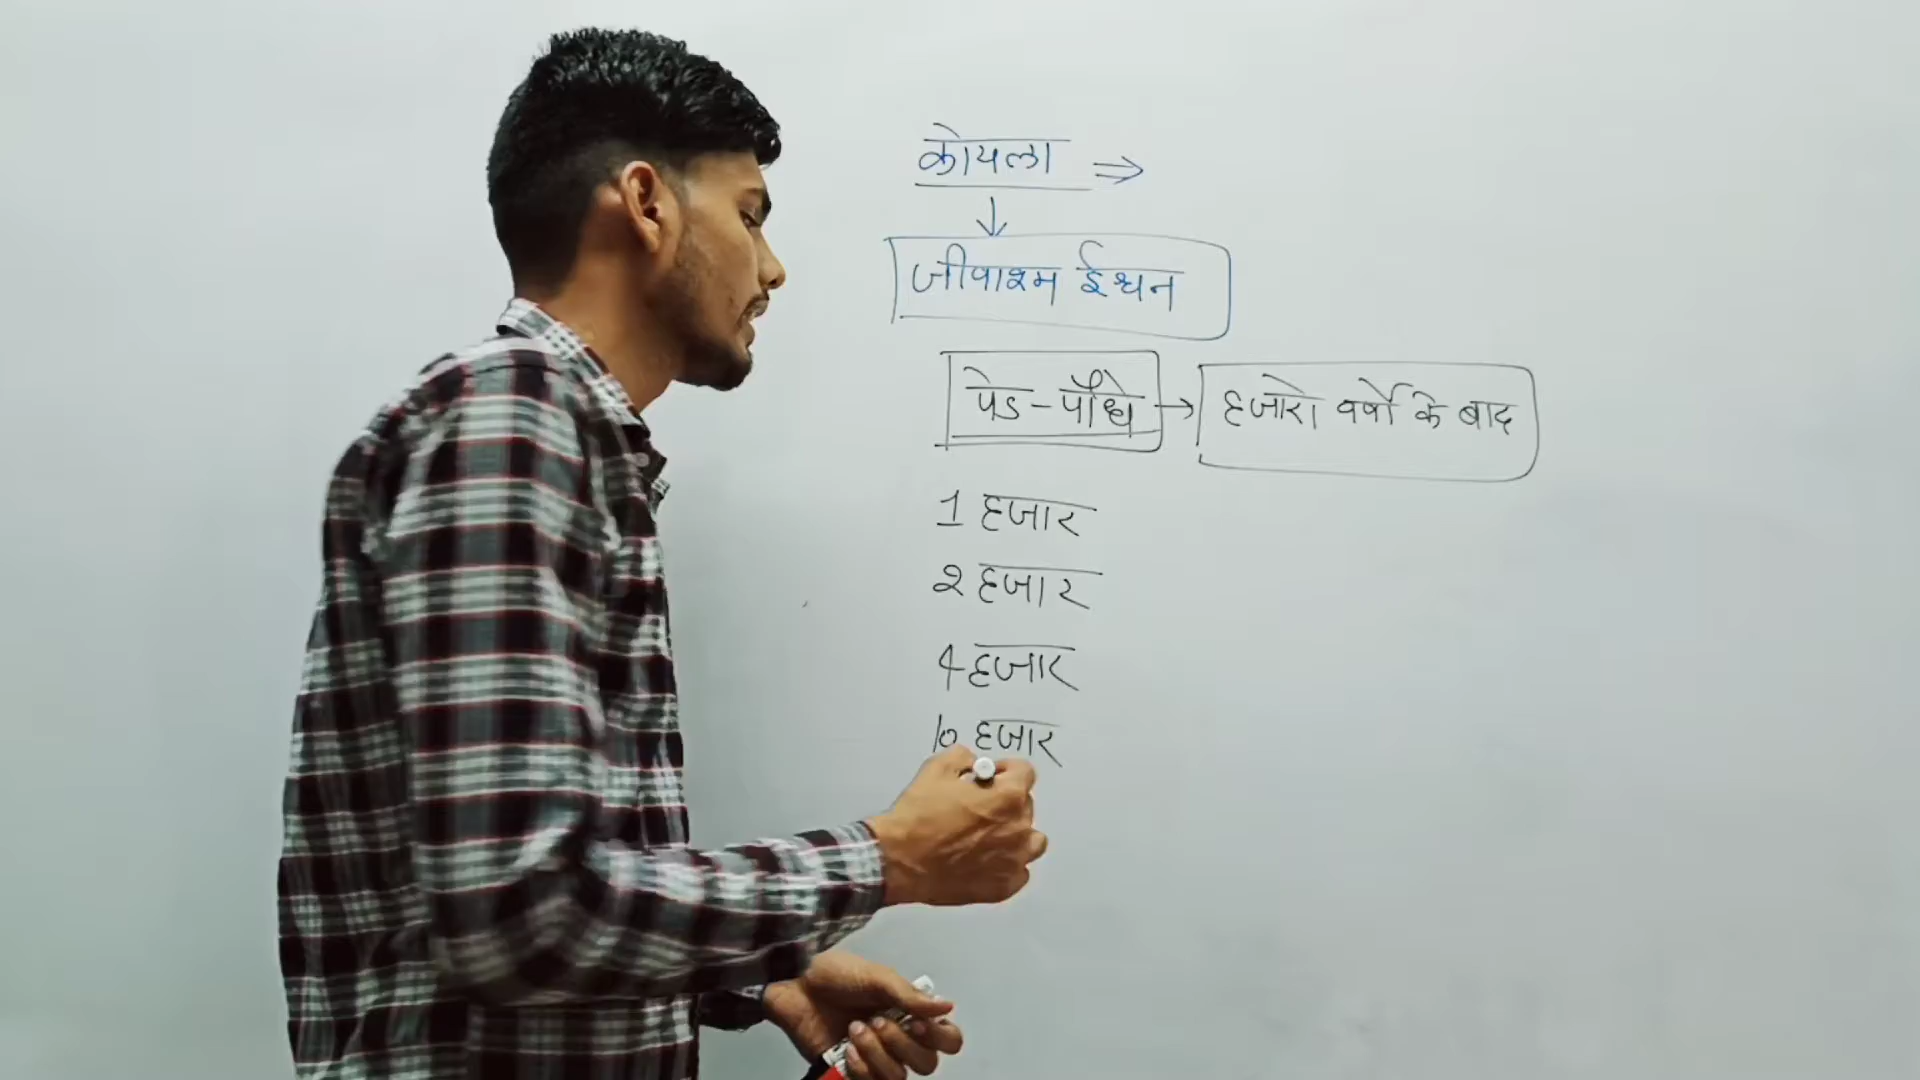 कोयला ⇒
↓
जीवाश्म ईंधन
पेड-पौधे → हजारो वर्षो के बाद
1 हजार
2 हजार
4 हजार
10 हजार